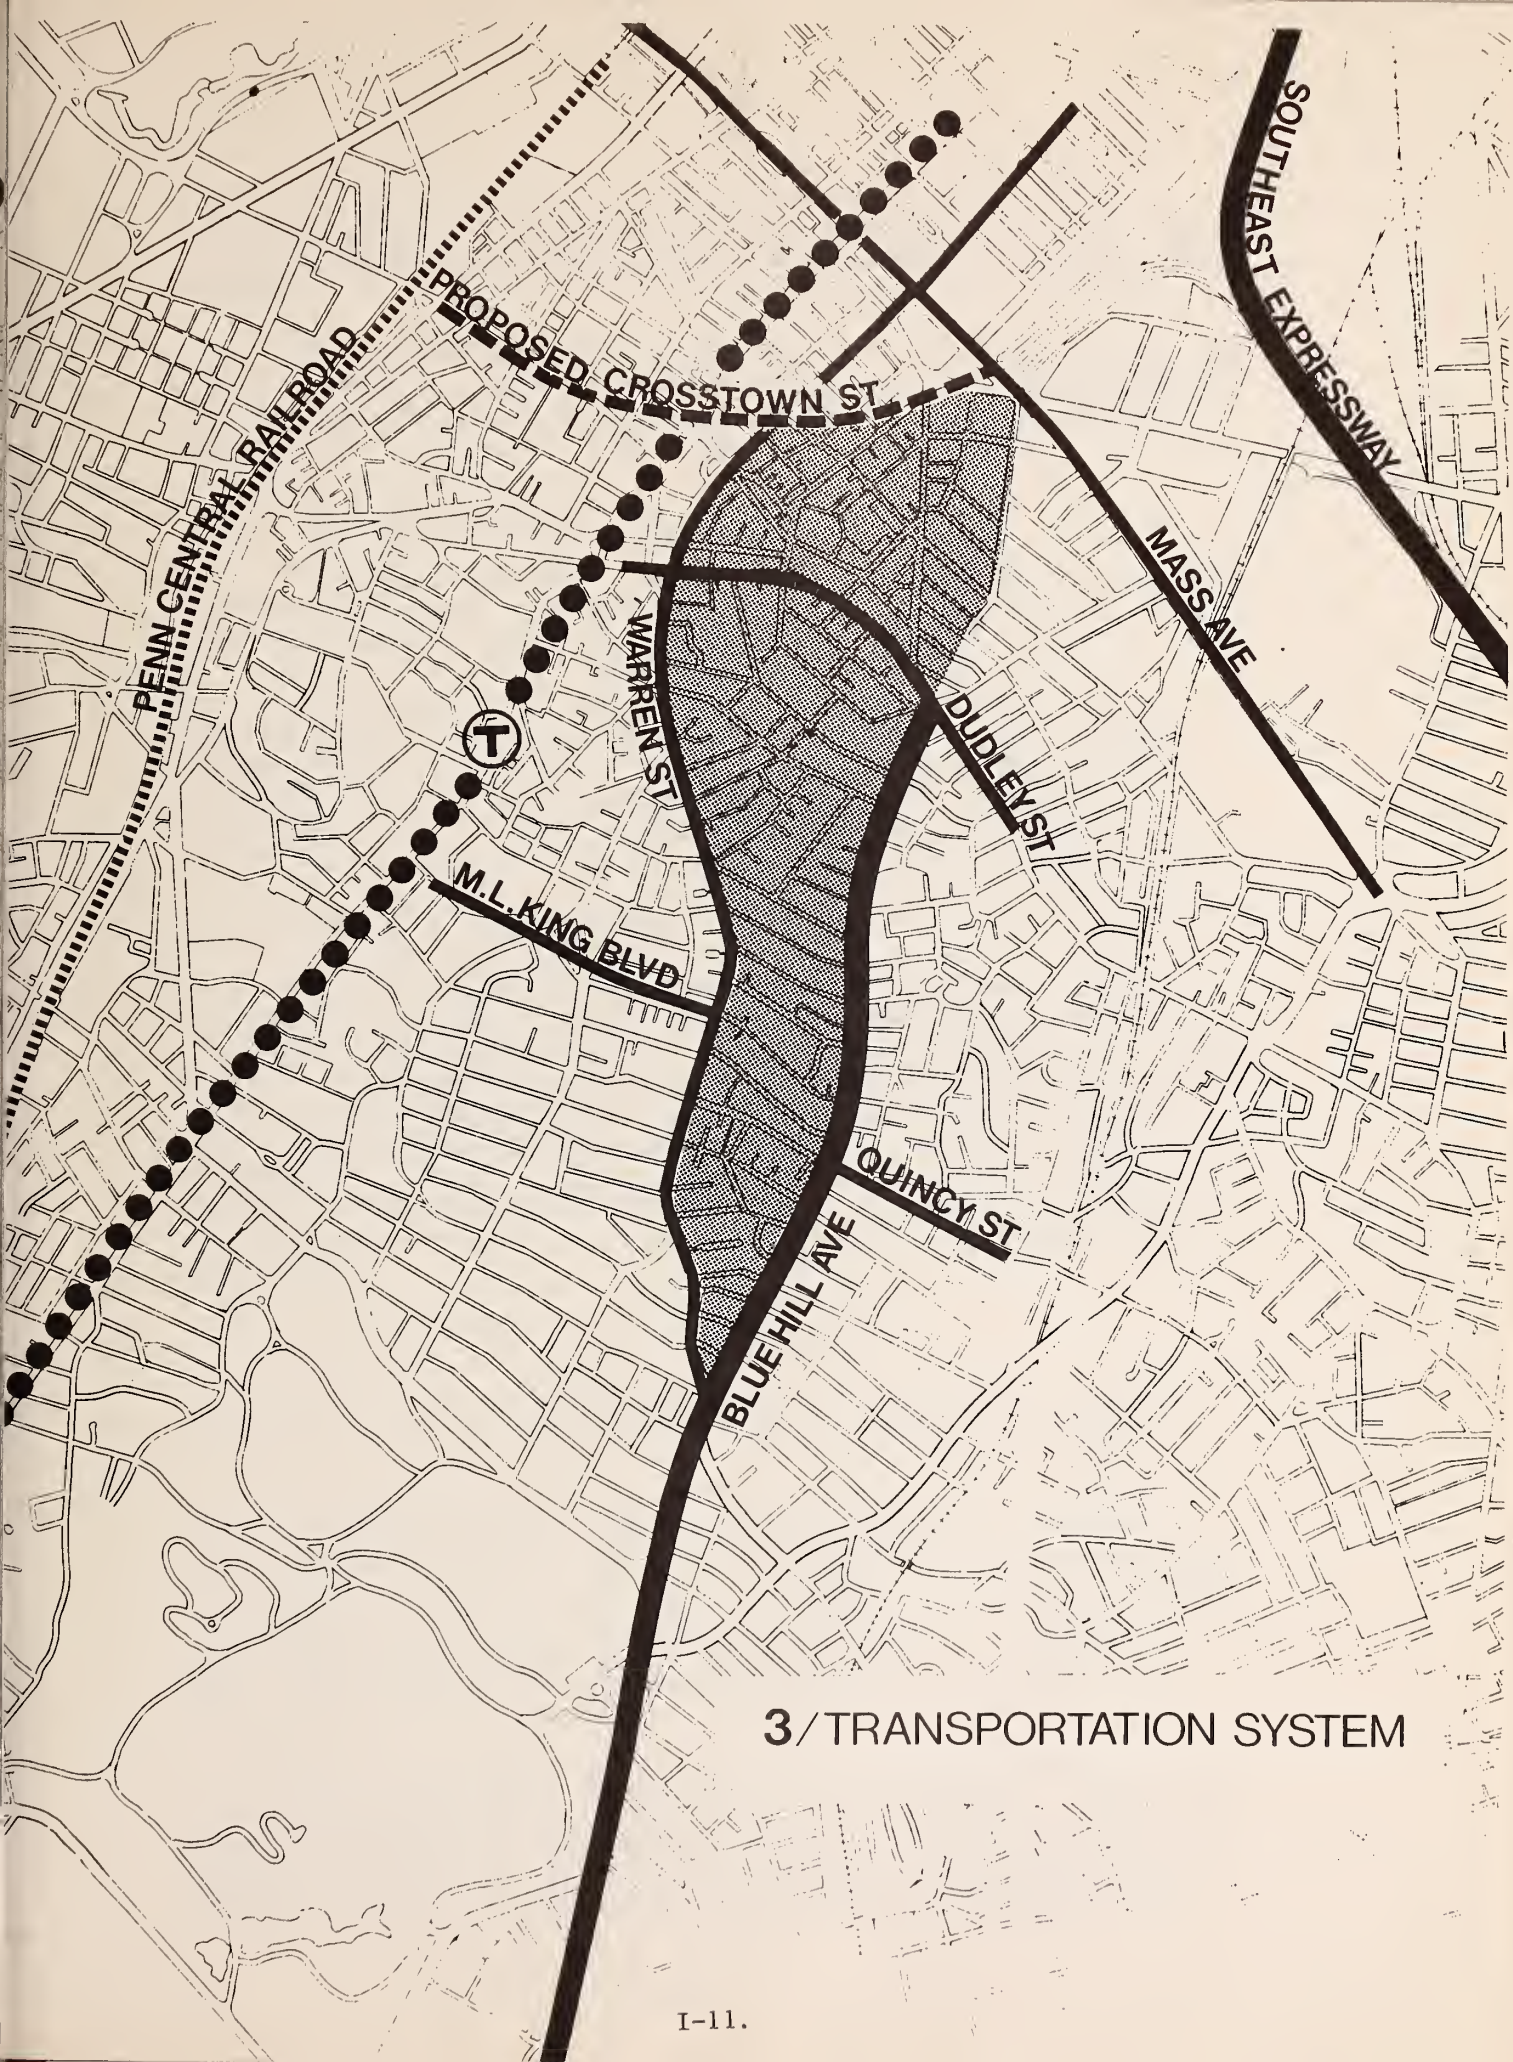 SOUTHEAST EXPRESSWAY
PROPOSED CROSSTOWN ST
PENN CENTRAL RAILROAD
MASS AVE
WARREN ST
DUDLEY ST
T
M.L.KING BLVD
QUINCY ST
BLUE HILL AVE
3/TRANSPORTATION SYSTEM
I-11.